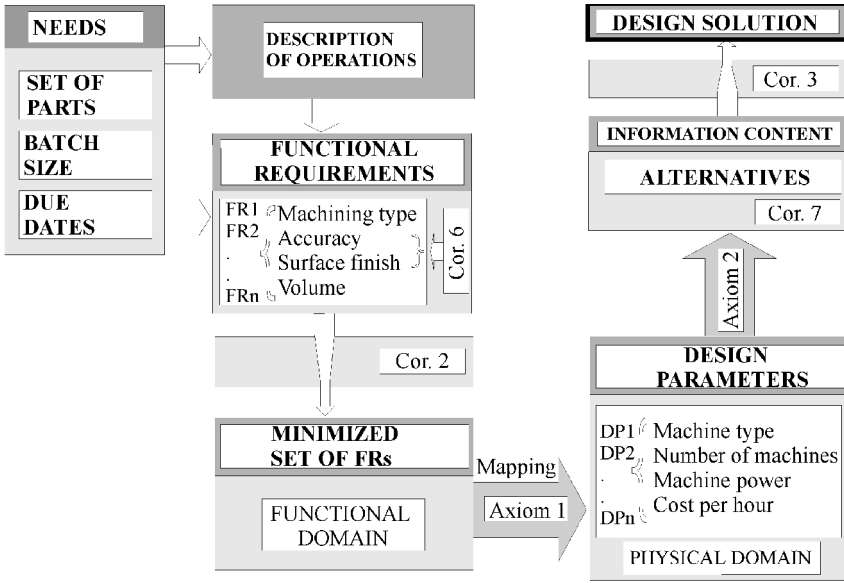 NEEDS
SET OF
PARTS
BATCH
SIZE
DUE
DATES
DESCRIPTION
OF OPERATIONS
FUNCTIONAL
REQUIREMENTS
FR1 Machining type
FR2 Accuracy
. Surface finish
.
FRn Volume
Cor. 6
Cor. 2
MINIMIZED
SET OF FRs
FUNCTIONAL
DOMAIN
Mapping
Axiom 1
DESIGN SOLUTION
Cor. 3
INFORMATION CONTENT
ALTERNATIVES
Cor. 7
Axiom 2
DESIGN
PARAMETERS
DP1 Machine type
DP2 Number of machines
. Machine power
. Cost per hour
DPn
PHYSICAL DOMAIN